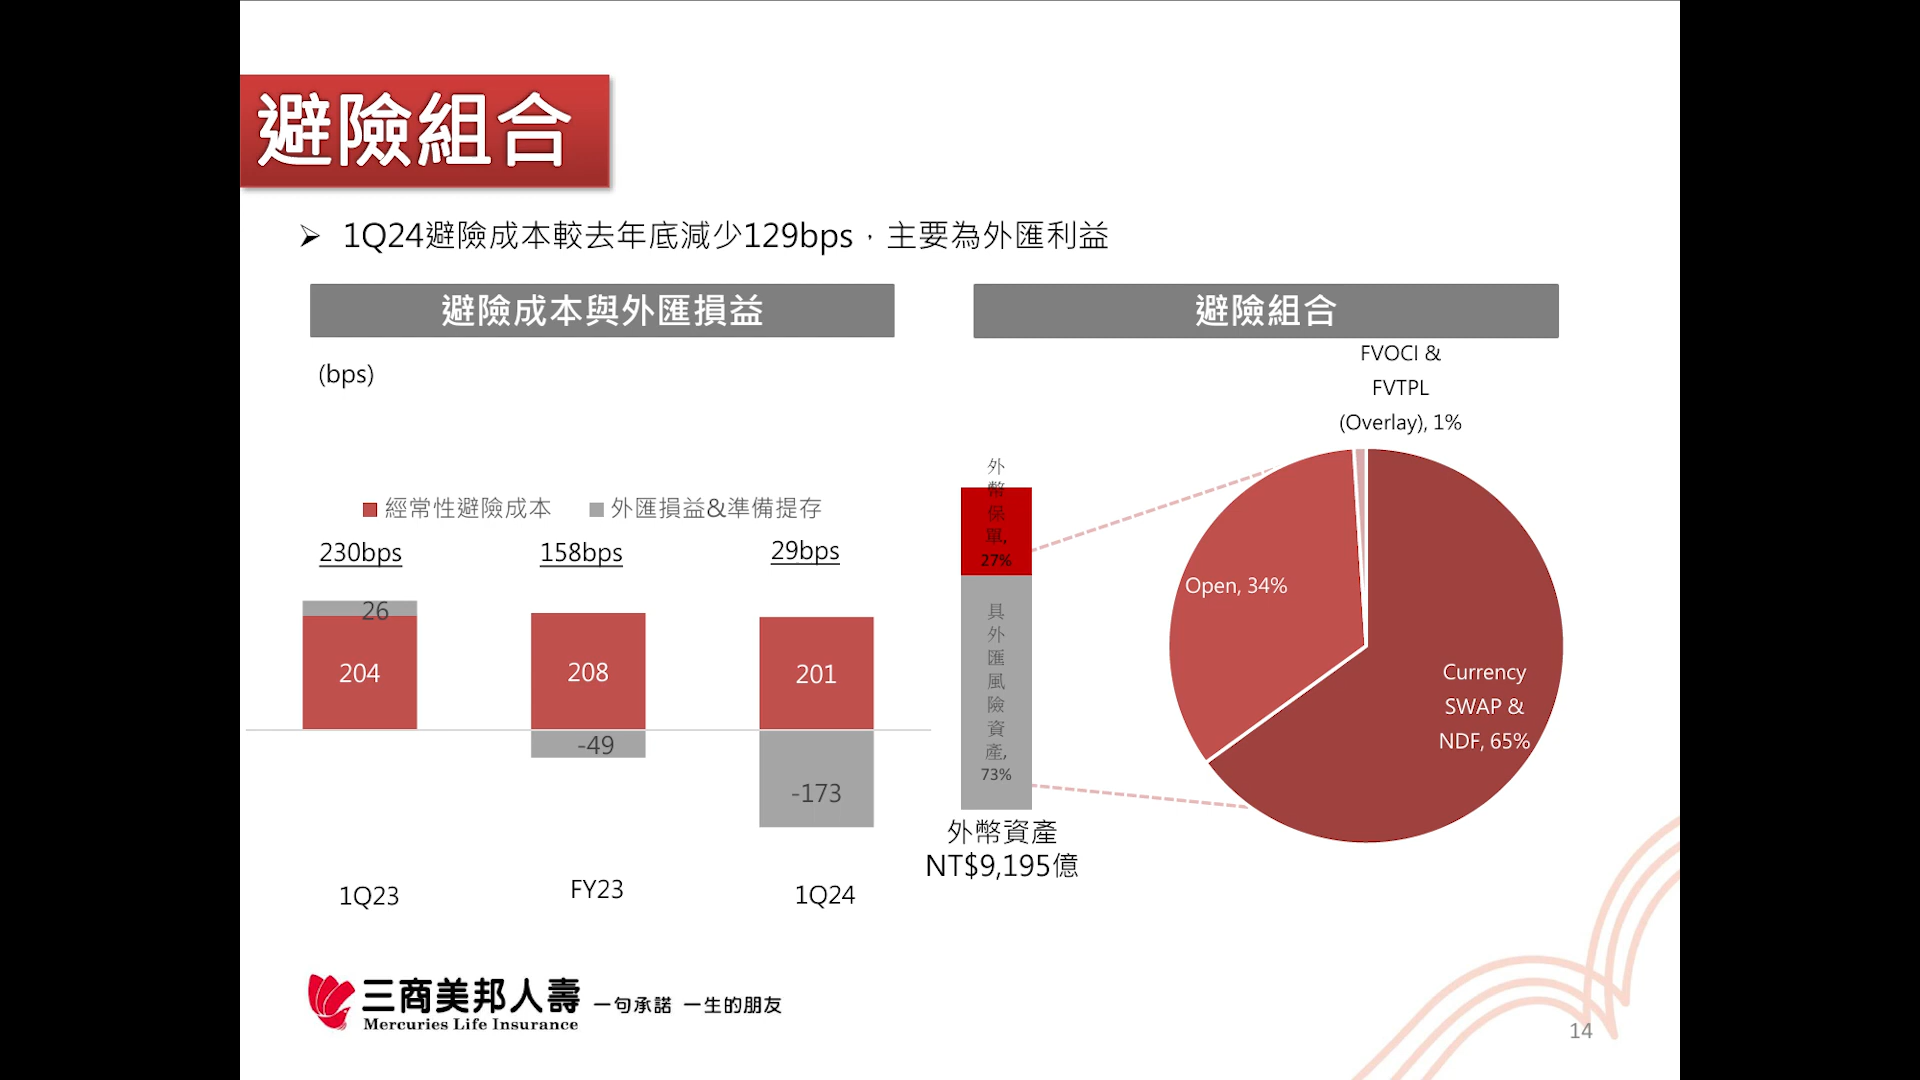 避險組合
➢ 1Q24避險成本較去年底減少129bps,主要為外匯利益
避險成本與外匯損益
(bps)
經常性避險成本
外匯損益&準備提存
230bps
158bps
29bps
26
204
208
201
-49
-173
1Q23
FY23
1Q24
避險組合
外
幣
保
單,
27%
具
外
匯
風
險
資
產,
73%
外幣資產
NT$9,195億
FVOCI &
FVTPL
(Overlay), 1%
Open, 34%
Currency
SWAP &
NDF, 65%
三商美邦人壽 一句承諾 一生的朋友
Mercuries Life Insurance
14